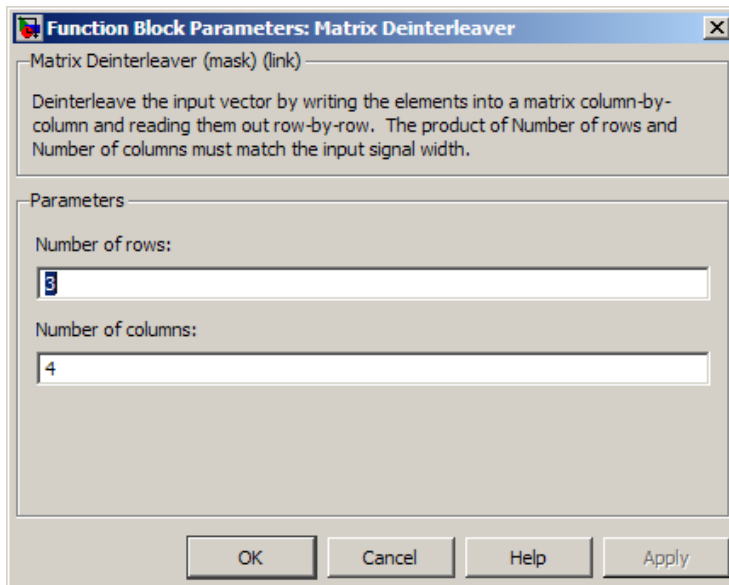 Function Block Parameters: Matrix Deinterleaver
Matrix Deinterleaver (mask) (link)
Deinterleave the input vector by writing the elements into a matrix column-by-
column and reading them out row-by-row. The product of Number of rows and
Number of columns must match the input signal width.
Parameters
Number of rows:
3
Number of columns:
4
OK Cancel Help Apply